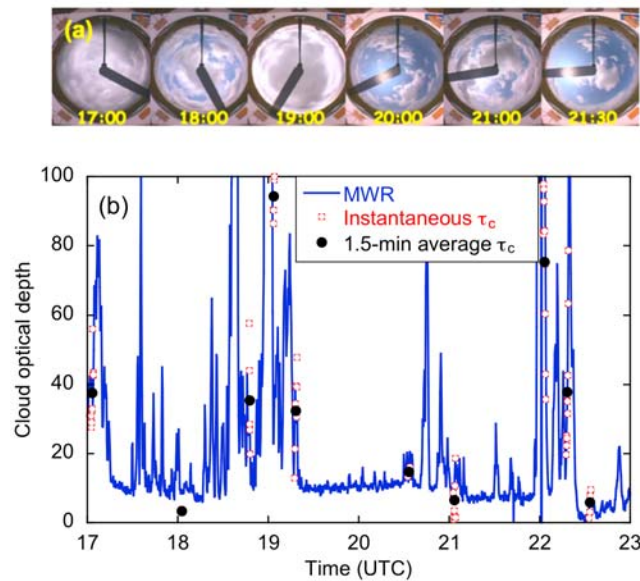 (a)
17:00 18:00 19:00 20:00 21:00 21:30
(b)
MWR
Instantaneous τc
1.5-min average τc
Cloud optical depth
100
80
60
40
20
0
17 18 19 20 21 22 23
Time (UTC)